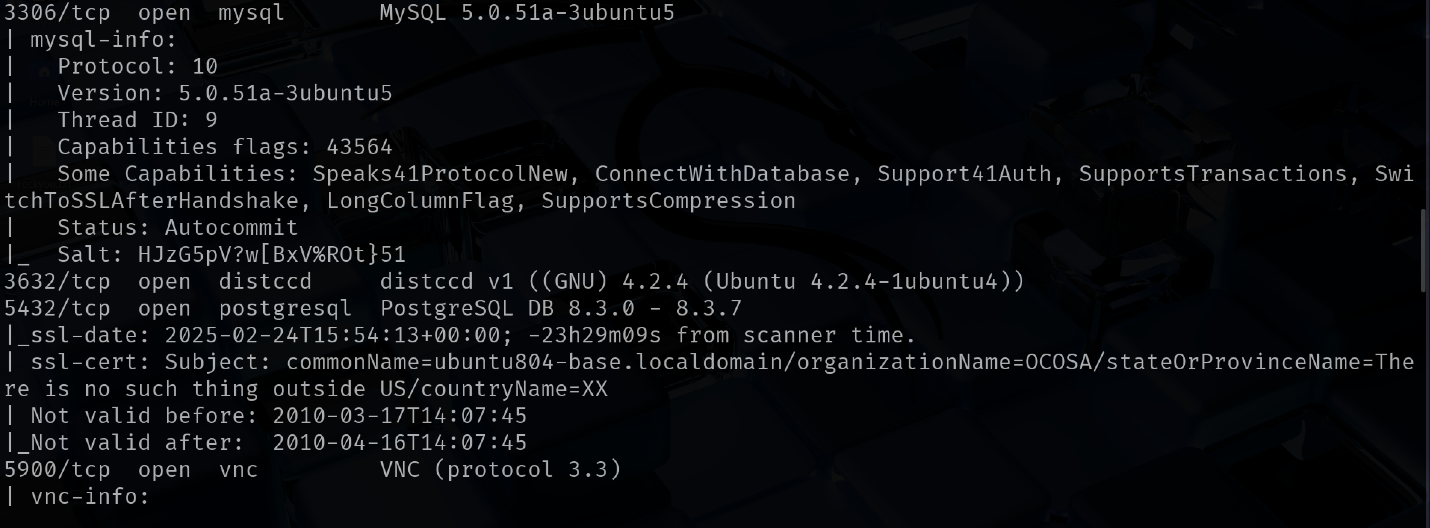 3306/tcp  open  mysql       MySQL 5.0.51a-3ubuntu5
| mysql-info:
|   Protocol: 10
|   Version: 5.0.51a-3ubuntu5
|   Thread ID: 9
|   Capabilities flags: 43564
|   Some Capabilities: Speaks41ProtocolNew, ConnectWithDatabase, Support41Auth, SupportsTransactions, Swi
tchToSSLAfterHandshake, LongColumnFlag, SupportsCompression
|   Status: Autocommit
|_  Salt: HJzG5pV?w[BxV%ROt}51
3632/tcp  open  distccd     distccd v1 ((GNU) 4.2.4 (Ubuntu 4.2.4-1ubuntu4))
5432/tcp  open  postgresql  PostgreSQL DB 8.3.0 - 8.3.7
|_ssl-date: 2025-02-24T15:54:13+00:00; -23h29m09s from scanner time.
| ssl-cert: Subject: commonName=ubuntu804-base.localdomain/organizationName=OCOSA/stateOrProvinceName=The
re is no such thing outside US/countryName=XX
| Not valid before: 2010-03-17T14:07:45
|_Not valid after:  2010-04-16T14:07:45
5900/tcp  open  vnc         VNC (protocol 3.3)
| vnc-info: